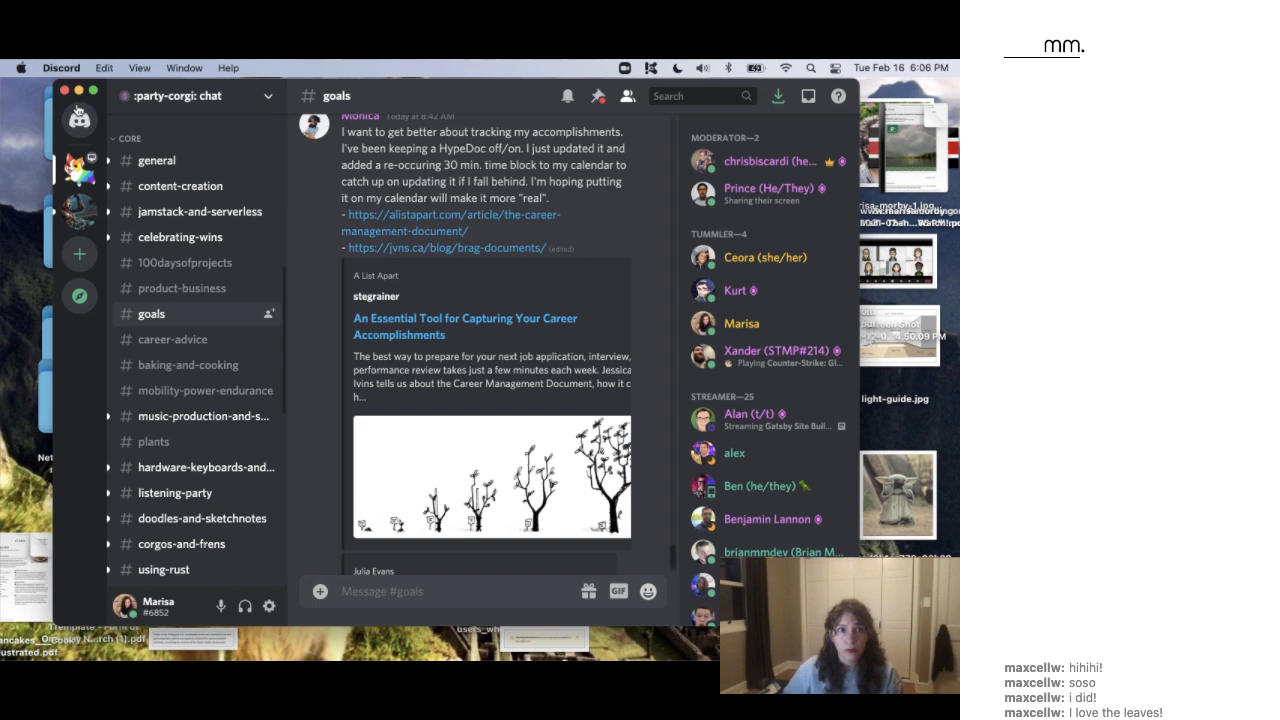 mm.
Discord Edit View Window Help
Tue Feb 16 6:06 PM
:party-corgi: chat
# goals
Search
CORE
# general
# content-creation
# jamstack-and-serverless
# celebrating-wins
# 100daysofprojects
# product-business
# goals
# career-advice
# baking-and-cooking
# mobility-power-endurance
# music-production-and-s...
# plants
# hardware-keyboards-and...
# listening-party
# doodles-and-sketchnotes
# corgos-and-frens
# using-rust
Marisa
#6852
Monica Today at 8:42 AM
I want to get better about tracking my accomplishments.
I've been keeping a HypeDoc off/on. I just updated it and
added a re-occuring 30 min. time block to my calendar to
catch up on updating it if I fall behind. I'm hoping putting
it on my calendar will make it more "real".
- https://alistapart.com/article/the-career-
management-document/
- https://jvns.ca/blog/brag-documents/ (edited)
A List Apart
stegrainer
An Essential Tool for Capturing Your Career
Accomplishments
The best way to prepare for your next job application, interview,
performance review takes just a few minutes each week. Jessica
Ivins tells us about the Career Management Document, how it c
h...
Julia Evans
Message #goals
GIF
MODERATOR—2
chrisbiscardi (he...
Prince (He/They)
Sharing their screen
TUMMLER—4
Ceora (she/her)
Kurt
Marisa
Xander (STMP#214)
Playing Counter-Strike: Gl...
STREAMER—25
Alan (t/t)
Streaming Gatsby Site Buil...
alex
Ben (he/they)
Benjamin Lannon
brianmmdev (Brian M...
light-guide.jpg
maxcellw: hihihi!
maxcellw: soso
maxcellw: i did!
maxcellw: I love the leaves!